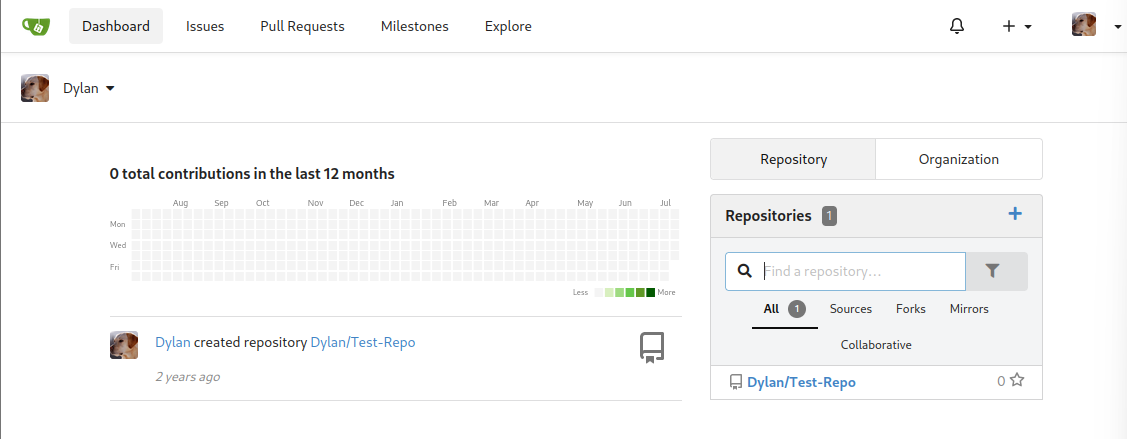 Dashboard Issues Pull Requests Milestones Explore
Dylan
0 total contributions in the last 12 months
Aug Sep Oct Nov Dec Jan Feb Mar Apr May Jun Jul
Mon
Wed
Fri
Less More
Dylan created repository Dylan/Test-Repo
2 years ago
Repository Organization
Repositories 1
Find a repository...
All 1 Sources Forks Mirrors
Collaborative
Dylan/Test-Repo 0